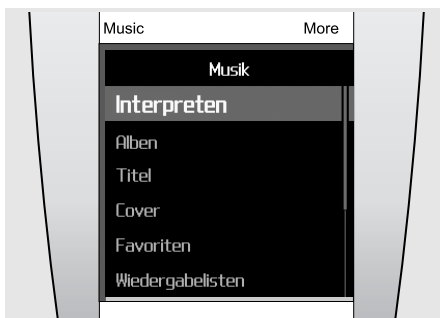 Music More
Musik
Interpreten
Alben
Titel
Cover
Favoriten
Wiedergabelisten